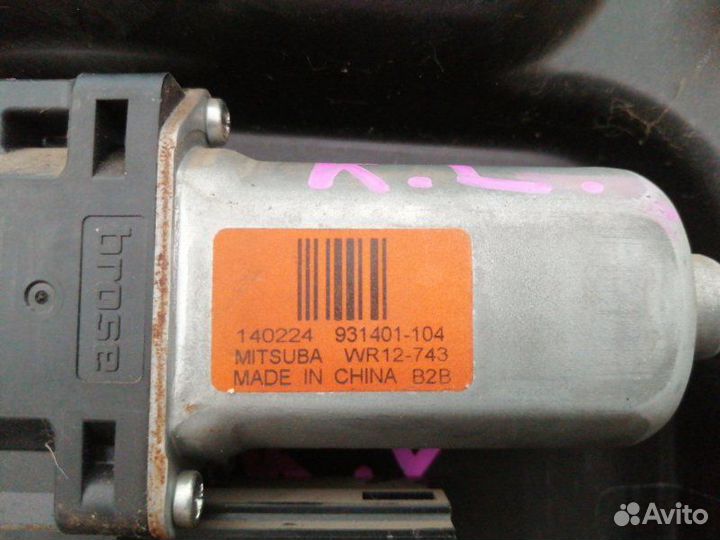 K.L.
brose
140224 931401-104
MITSUBA WR12-743
MADE IN CHINA B2B
Avito